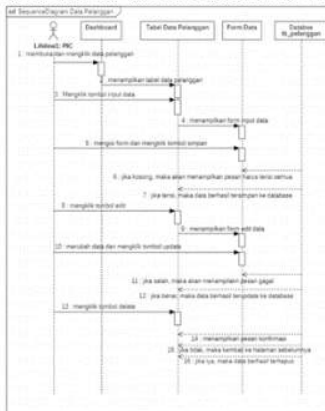 sd SequenceDiagram Data Pelanggan
Dashboard
Tabel Data Pelanggan
Form Data
Database
tb_pelanggan
Lifeline1: PIC
1 : membuka dan mengklik data pelanggan
2 : menampilkan tabel data pelanggan
3 : Mengklik tombol input data
4 : menampilkan form input data
5 : mengisi form dan mengklik tombol simpan
6 : jika kosong, maka akan menampilkan pesan harus terisi semua
7 : jika terisi, maka data berhasil tersimpan ke database
8 : mengklik tombol edit
9 : menampilkan form edit data
10 : merubah data dan mengklik tombol update
11 : jika salah, maka akan menampilkan pesan gagal
12 : jika benar, maka data berhasil terupdate ke database
13 : mengklik tombol delete
14 : menampilkan pesan konfirmasi
15 : jika tidak, maka kembali ke halaman sebelumnya
16 : jika iya, maka data berhasil terhapus